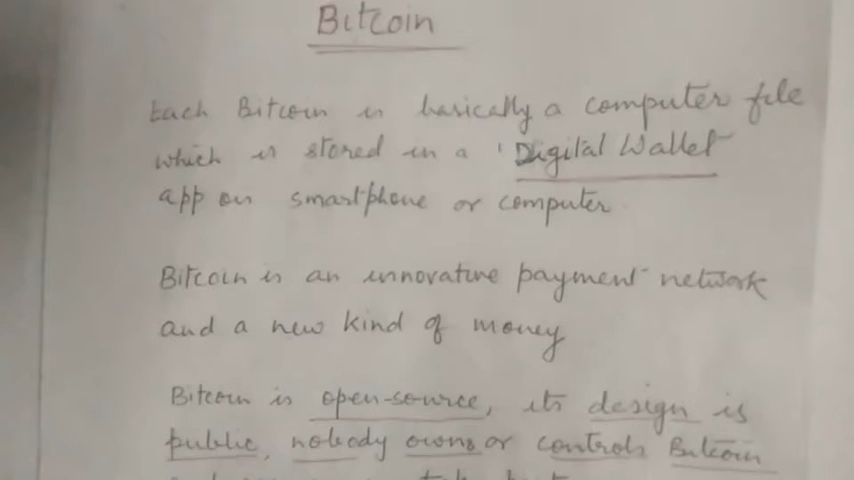 Bitcoin
Each Bitcoin is basically a computer file
which is stored in a 'Digital Wallet'
app on smartphone or computer.
Bitcoin is an innovative payment network
and a new kind of money
Bitcoin is open-source, its design is
public, nobody owns or controls Bitcoin